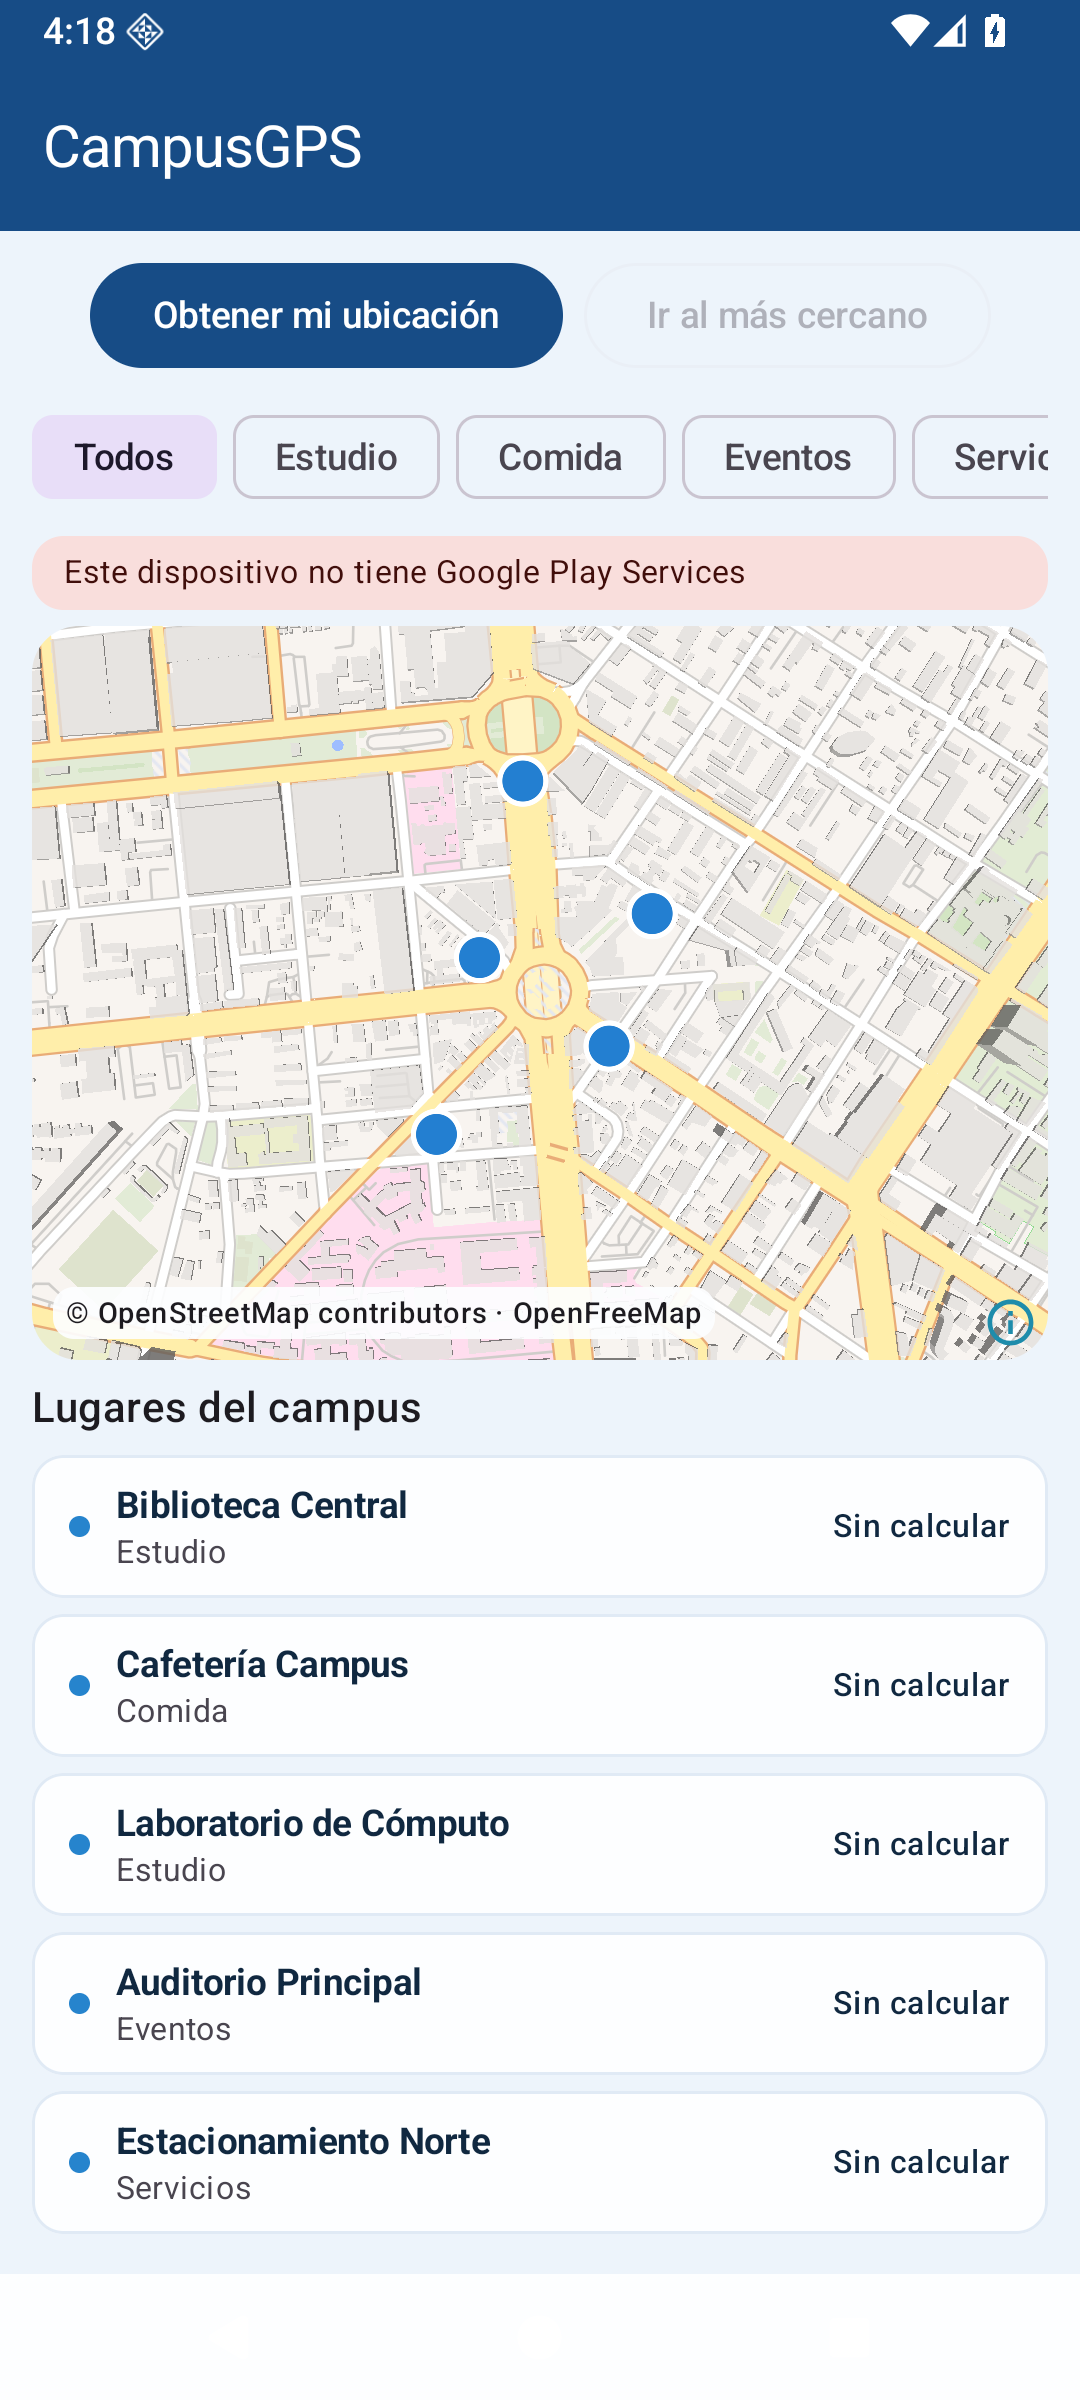 4:18
CampusGPS
Obtener mi ubicación
Ir al más cercano
Todos
Estudio
Comida
Eventos
Servic
Este dispositivo no tiene Google Play Services
© OpenStreetMap contributors · OpenFreeMap
Lugares del campus
Biblioteca Central
Estudio
Sin calcular
Cafetería Campus
Comida
Sin calcular
Laboratorio de Cómputo
Estudio
Sin calcular
Auditorio Principal
Eventos
Sin calcular
Estacionamiento Norte
Servicios
Sin calcular